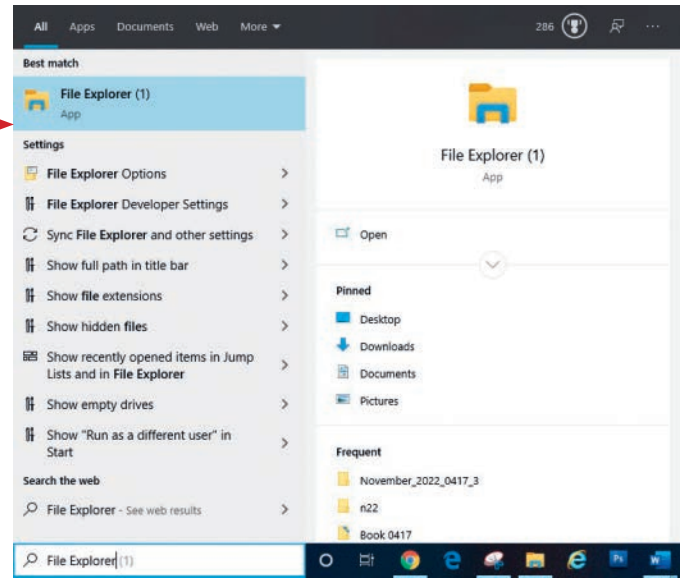 All Apps Documents Web More
286
Best match
File Explorer (1)
App
Settings
File Explorer Options
File Explorer Developer Settings
Sync File Explorer and other settings
Show full path in title bar
Show file extensions
Show hidden files
Show recently opened items in Jump
Lists and in File Explorer
Show empty drives
Show "Run as a different user" in
Start
Search the web
File Explorer - See web results
File Explorer (1)
File Explorer (1)
App
Open
Pinned
Desktop
Downloads
Documents
Pictures
Frequent
November_2022_0417_3
n22
Book 0417
Ps
W